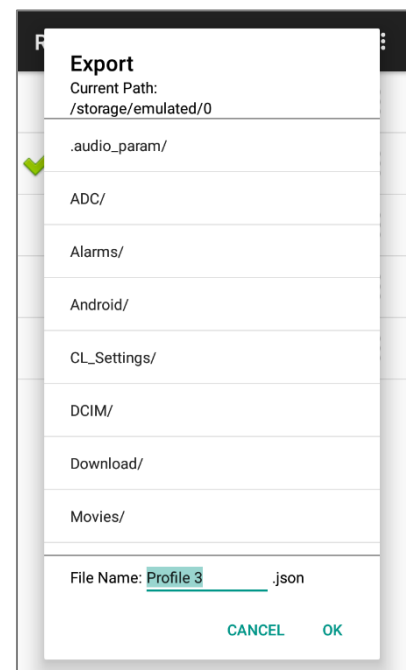 R
Export
Current Path:
/storage/emulated/0
.audio_param/
ADC/
Alarms/
Android/
CL_Settings/
DCIM/
Download/
Movies/
File Name: Profile 3 .json
CANCEL OK